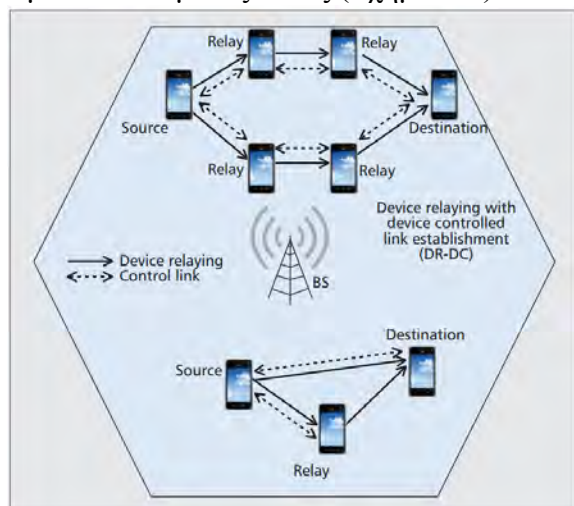 Relay
Relay
Source
Destination
Relay
Relay
Device relaying with
device controlled
link establishment
(DR-DC)
Device relaying
Control link
BS
Destination
Source
Relay